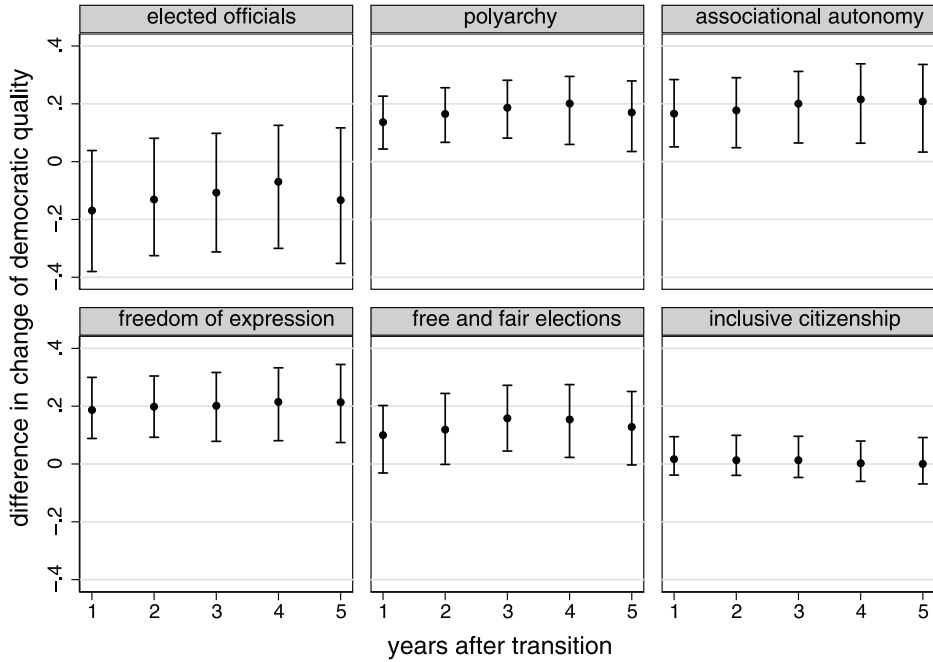 elected officials polyarchy associational autonomy
.4
.2
0
-.2
-.4
freedom of expression free and fair elections inclusive citizenship
.4
.2
0
-.2
-.4
1 2 3 4 5 1 2 3 4 5 1 2 3 4 5
years after transition
difference in change of democratic quality